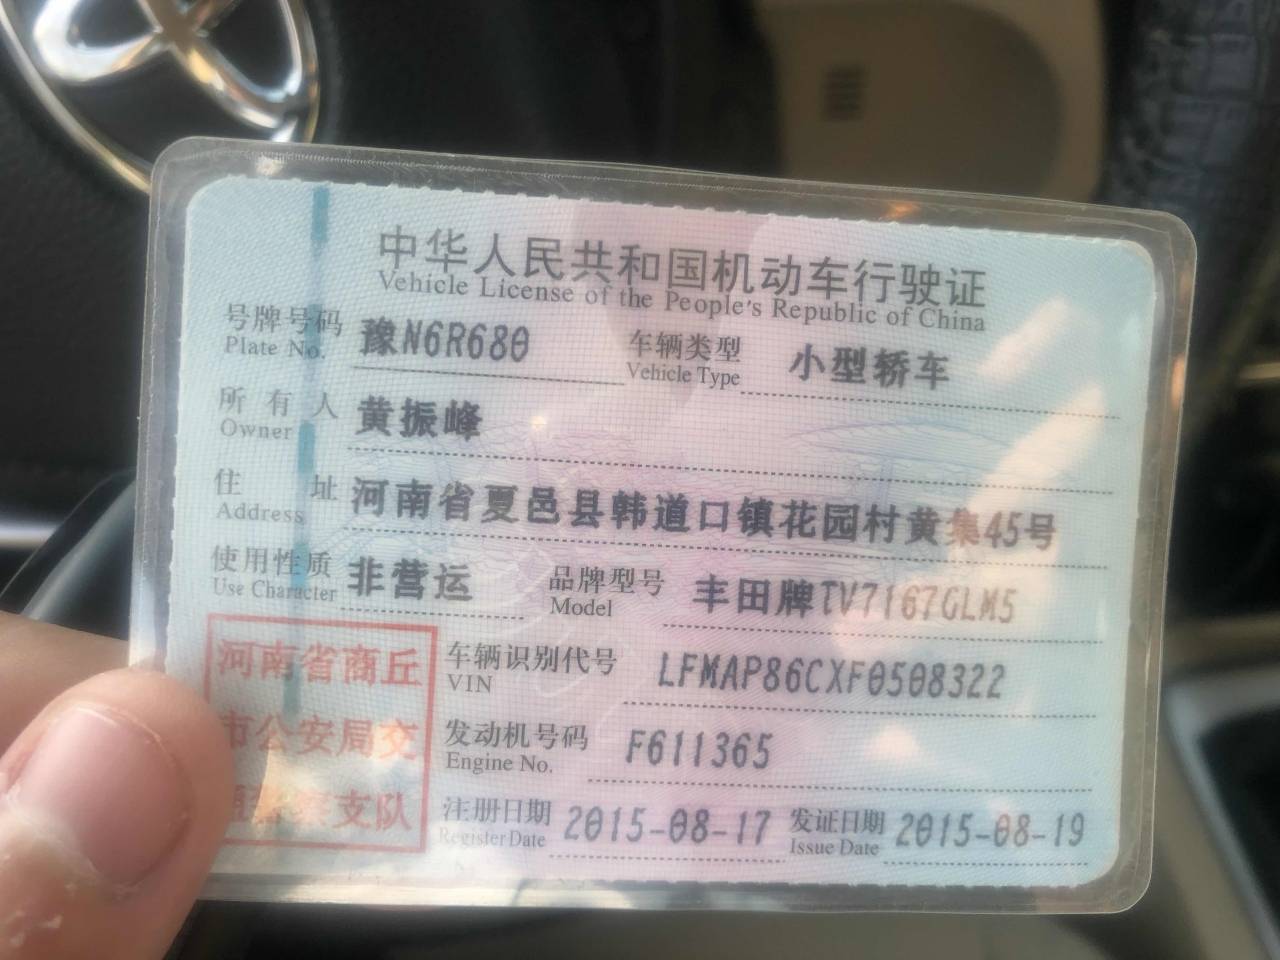 中华人民共和国机动车行驶证
Vehicle License of the People's Republic of China
号牌号码 豫N6R680 车辆类型 小型轿车
Plate No. Vehicle Type
所有人 黄振峰
Owner
住址 河南省夏邑县韩道口镇花园村黄集45号
Address
使用性质 非营运 品牌型号 丰田牌TV7167GLM5
Use Character Model
河南省商丘
市公安局交
警察支队
车辆识别代号 LFMAP86CXF0508322
VIN
发动机号码 F611365
Engine No.
注册日期 2015-08-17 发证日期 2015-08-19
Register Date Issue Date